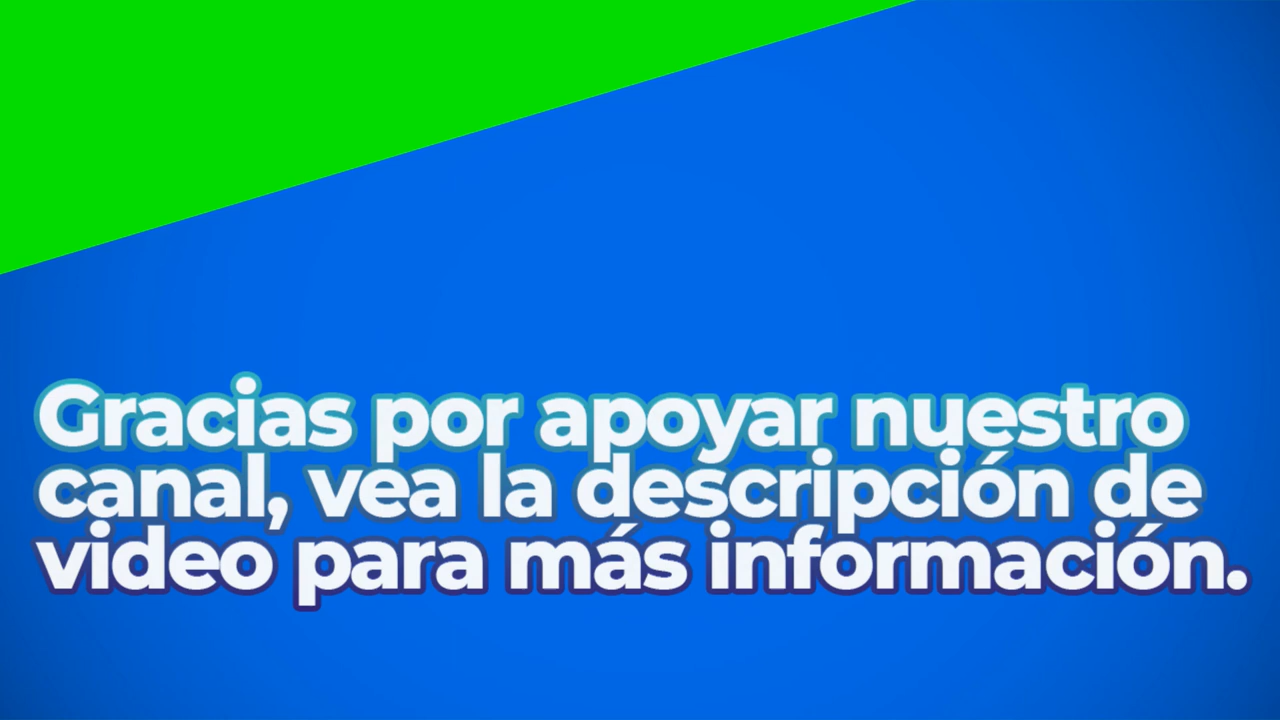 Gracias por apoyar nuestro
canal, vea la descripción de
video para más información.